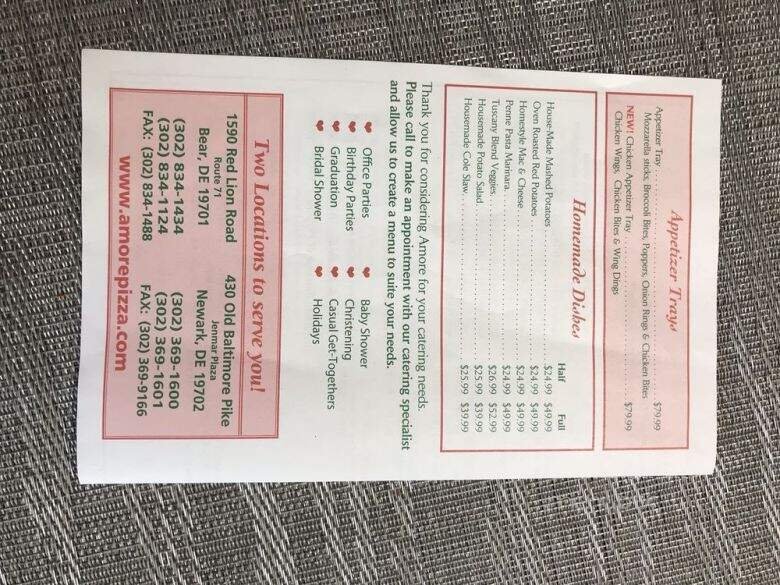 Appetizer Trays
Appetizer Tray . . . . . . . . . . . . . . . . . . . . $79.99
Mozzarella sticks, Broccoli Bites, Poppers, Onion Rings & Chicken Bites
NEW! Chicken Appetizer Tray . . . . . . . . . . . . . . . . . . . . $79.99
Chicken Wings, Chicken Bites & Wing Dings
Homemade Dishes
Half Full
House-Made Mashed Potatoes . . . . . . . . . . $24.99 $49.99
Oven Roasted Red Potatoes . . . . . . . . . . $24.99 $49.99
Homestyle Mac & Cheese . . . . . . . . . . $24.99 $49.99
Penne Pasta Marinara . . . . . . . . . . $24.99 $49.99
Tuscany Blend Veggies . . . . . . . . . . $26.99 $52.99
Housemade Potato Salad . . . . . . . . . . $25.99 $39.99
Housemade Cole Slaw . . . . . . . . . . $25.99 $39.99
Thank you for considering Amore for your catering needs.
Please call to make an appointment with our catering specialist
and allow us to create a menu to suite your needs.
Office Parties
Birthday Parties
Graduation
Bridal Shower
Baby Shower
Christening
Casual Get-Togethers
Holidays
Two Locations to serve you!
1590 Red Lion Road
Route 71
Bear, DE 19701
(302) 834-1434
(302) 834-1124
FAX: (302) 834-1488
430 Old Baltimore Pike
Jenmar Plaza
Newark, DE 19702
(302) 369-1600
(302) 369-1601
FAX: (302) 369-9166
www.amorepizza.com